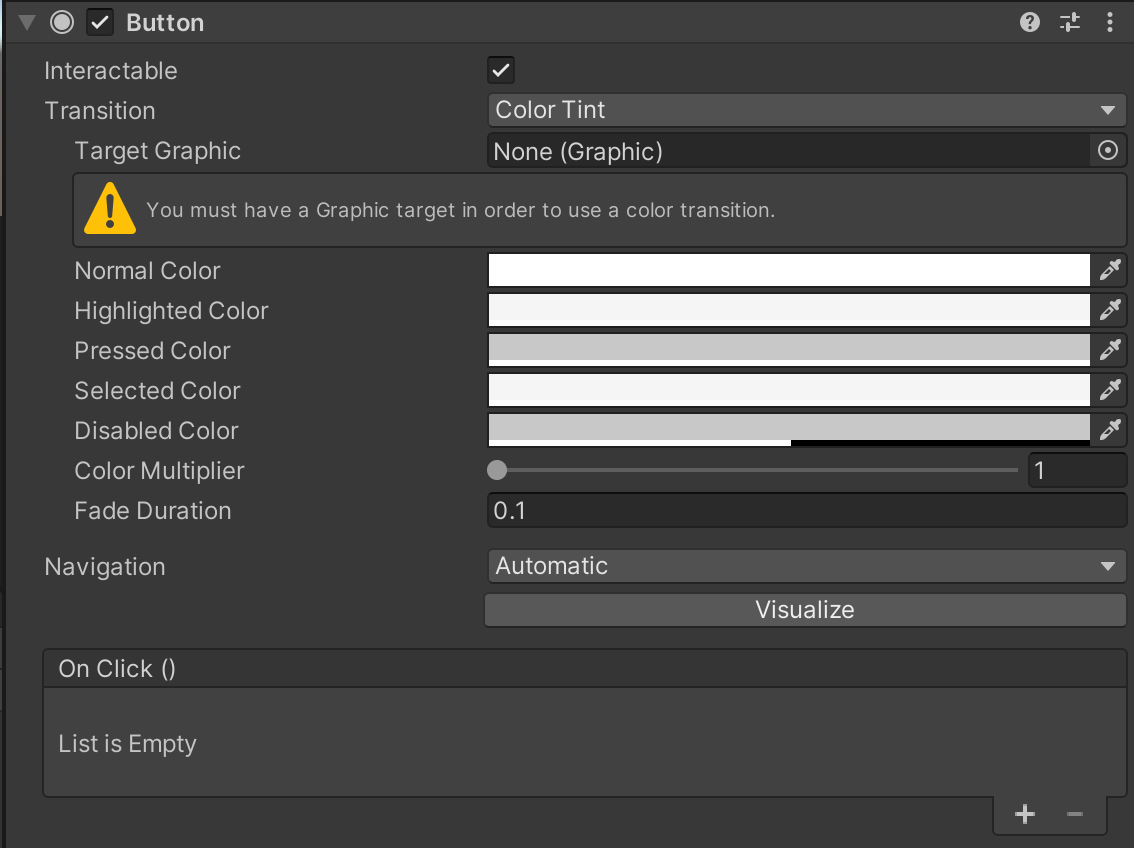 Button
Interactable
Transition Color Tint
Target Graphic None (Graphic)
You must have a Graphic target in order to use a color transition.
Normal Color
Highlighted Color
Pressed Color
Selected Color
Disabled Color
Color Multiplier 1
Fade Duration 0.1
Navigation Automatic
Visualize
On Click ()
List is Empty